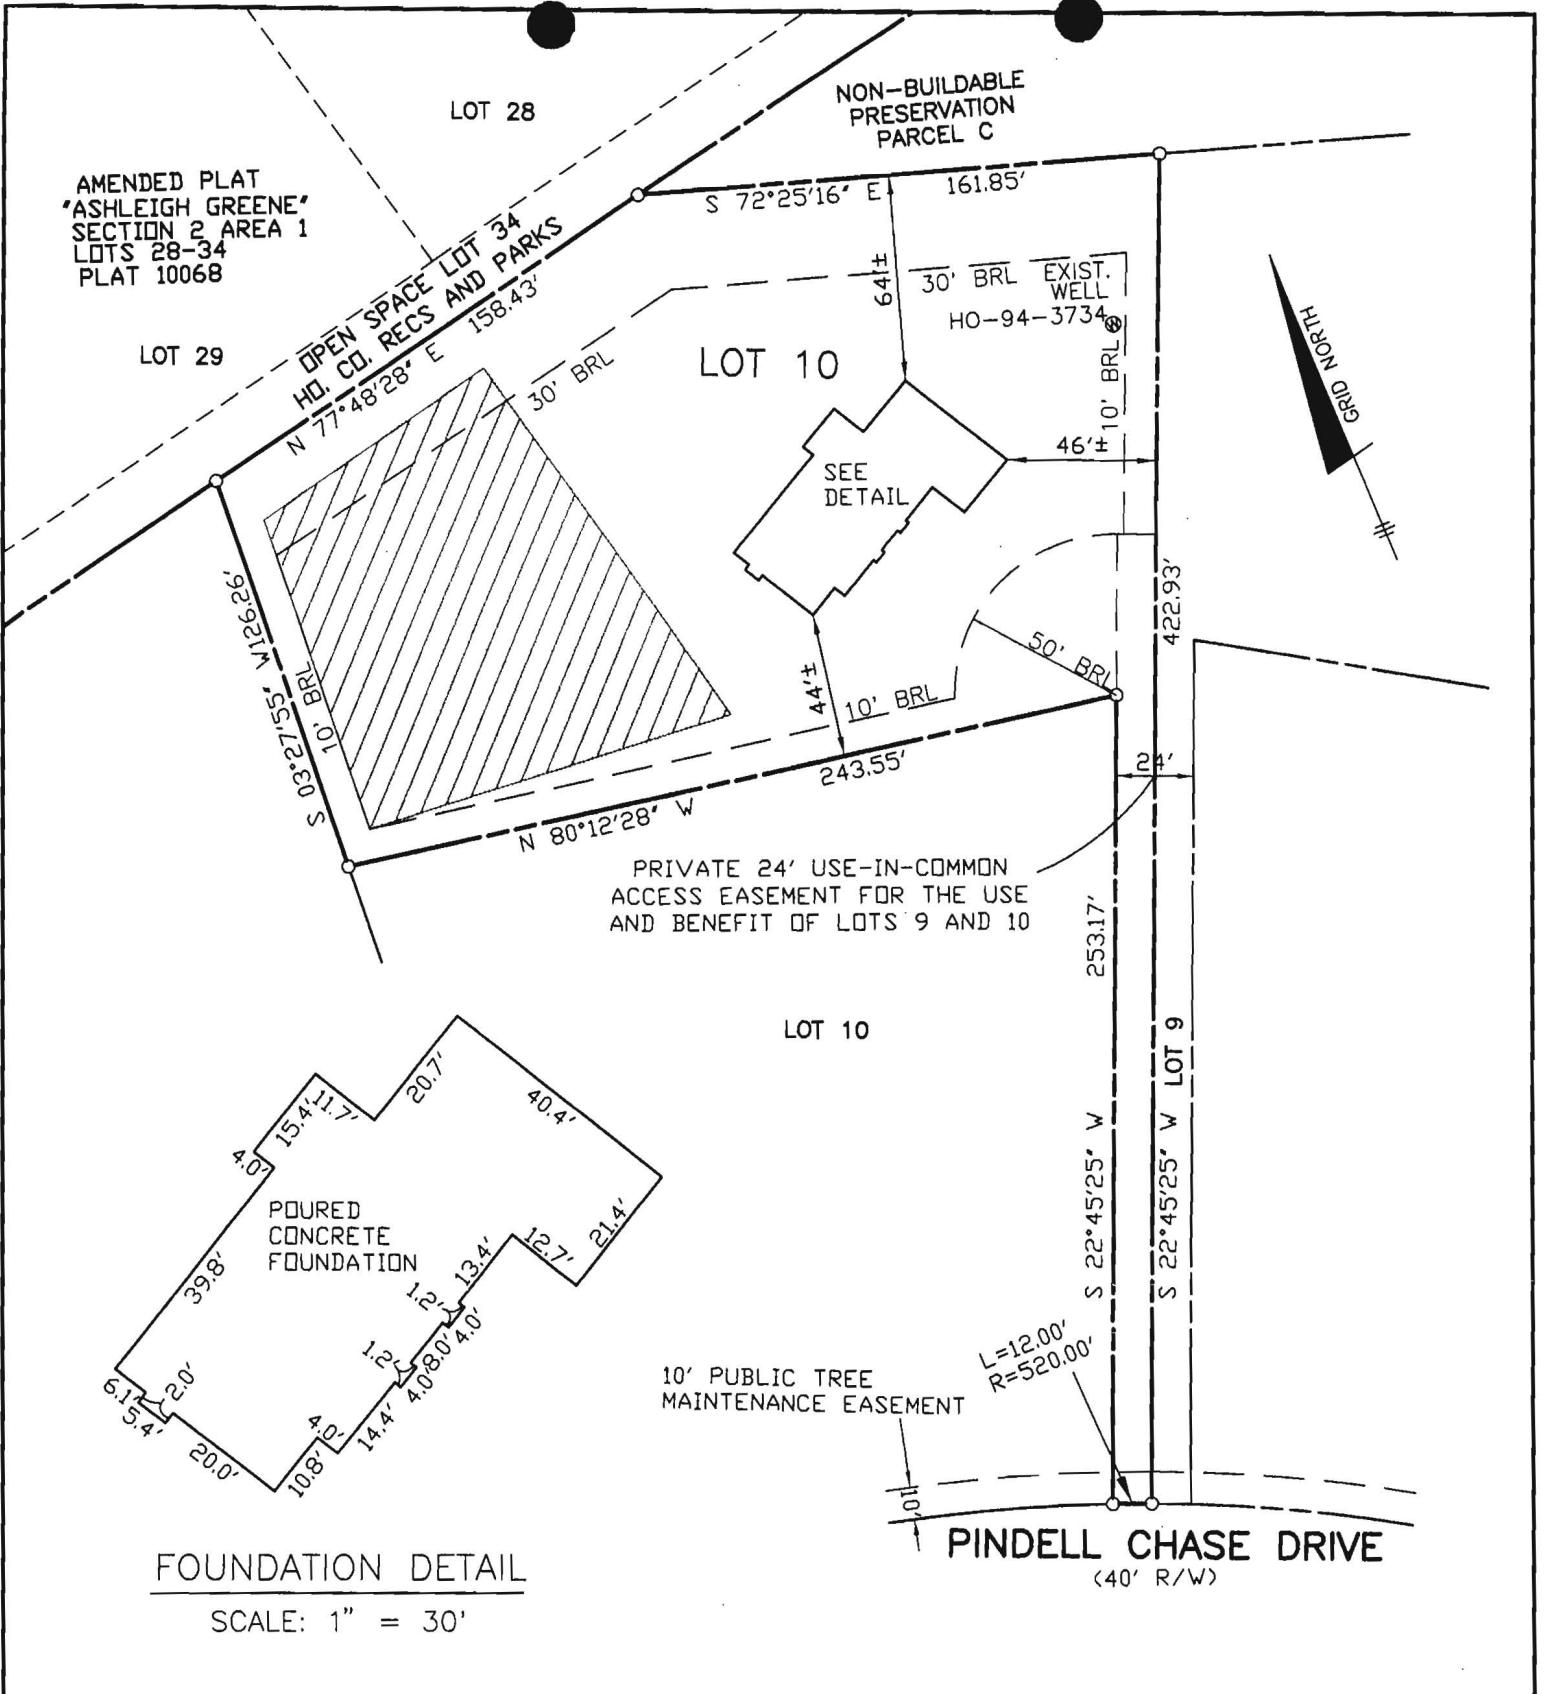 LOT 28
NON-BUILDABLE
PRESERVATION
PARCEL C
AMENDED PLAT
"ASHLEIGH GREENE"
SECTION 2 AREA 1
LOTS 28-34
PLAT 10068
S 72°25'16" E
161.85'
OPEN SPACE LOT 34
HO. CO. RECS AND PARKS
N 77°48'28" E
158.43'
LOT 29
30' BRL
64'±
30' BRL
EXIST.
WELL
HO-94-3734
LOT 10
10' BRL
GRID NORTH
SEE
DETAIL
46'±
S 03°27'55" W 126.26'
10' BRL
422.93'
50' BRL
44'±
10' BRL
243.55'
N 80°12'28" W
24'
PRIVATE 24' USE-IN-COMMON
ACCESS EASEMENT FOR THE USE
AND BENEFIT OF LOTS 9 AND 10
253.17'
LOT 10
LOT 9
S 22°45'25" W
S 22°45'25" W
20.7'
40.4'
15.4'
11.7'
4.0'
POURED
CONCRETE
FOUNDATION
39.8'
21.4'
12.7'
13.4'
1.2'
4.0'
8.0'
1.2'
4.0'
14.4'
4.0'
10.8'
20.0'
2.0'
6.1'
5.4'
10' PUBLIC TREE
MAINTENANCE EASEMENT
L=12.00'
R=520.00'
10'
PINDELL CHASE DRIVE
(40' R/W)
FOUNDATION DETAIL
SCALE: 1" = 30'